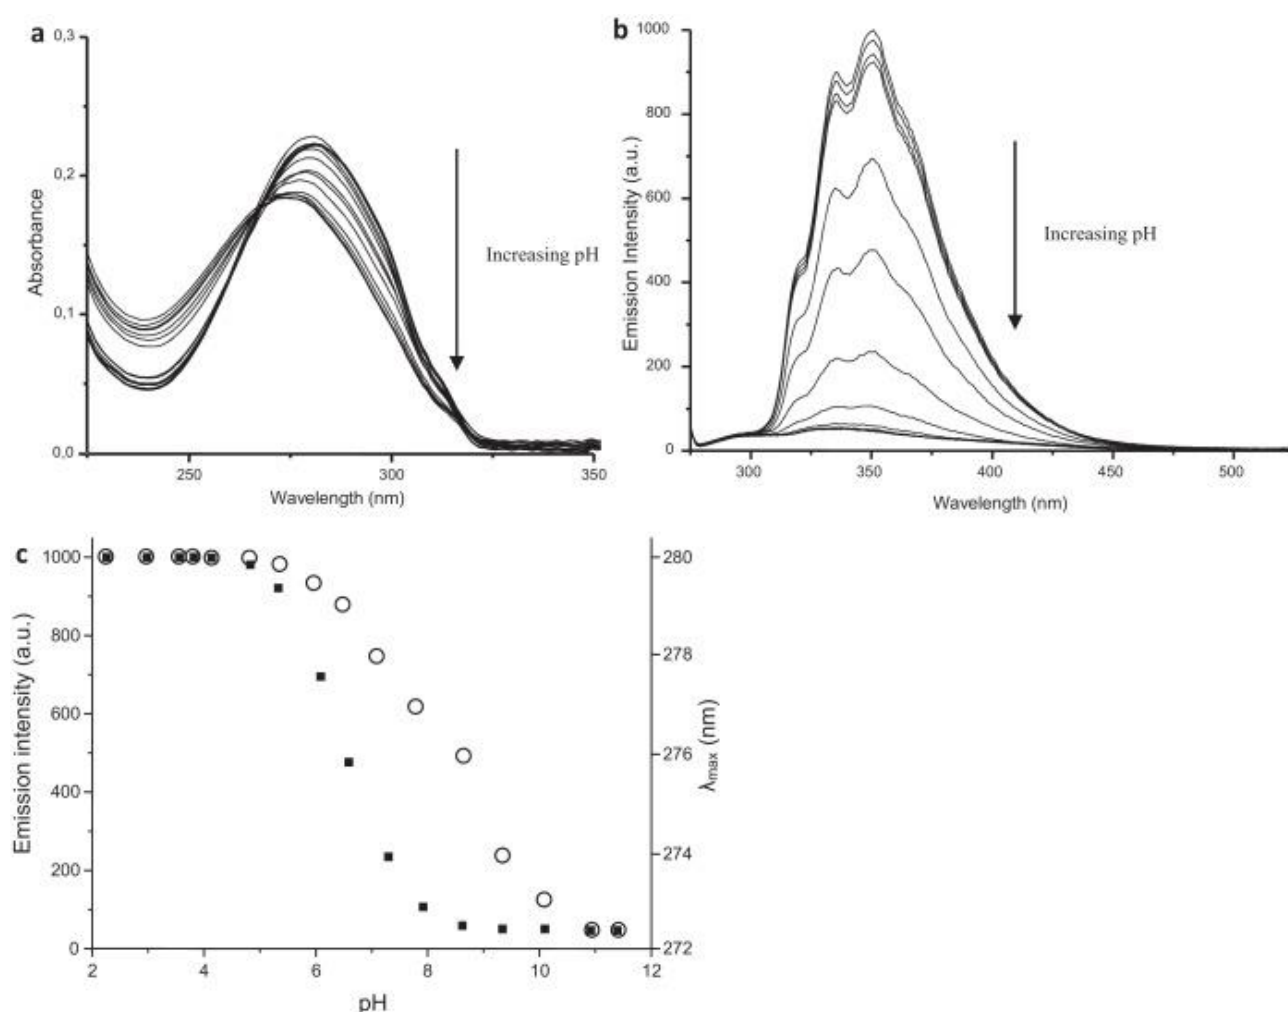 a
0,3
0,2
0,1
0,0
Absorbance
Increasing pH
250
300
350
Wavelength (nm)
b
1000
800
600
400
200
0
Emission Intensity (a.u.)
Increasing pH
300
350
400
450
500
Wavelength (nm)
c
1000
800
600
400
200
0
Emission intensity (a.u.)
280
278
276
274
272
λmax (nm)
2
4
6
8
10
12
pH